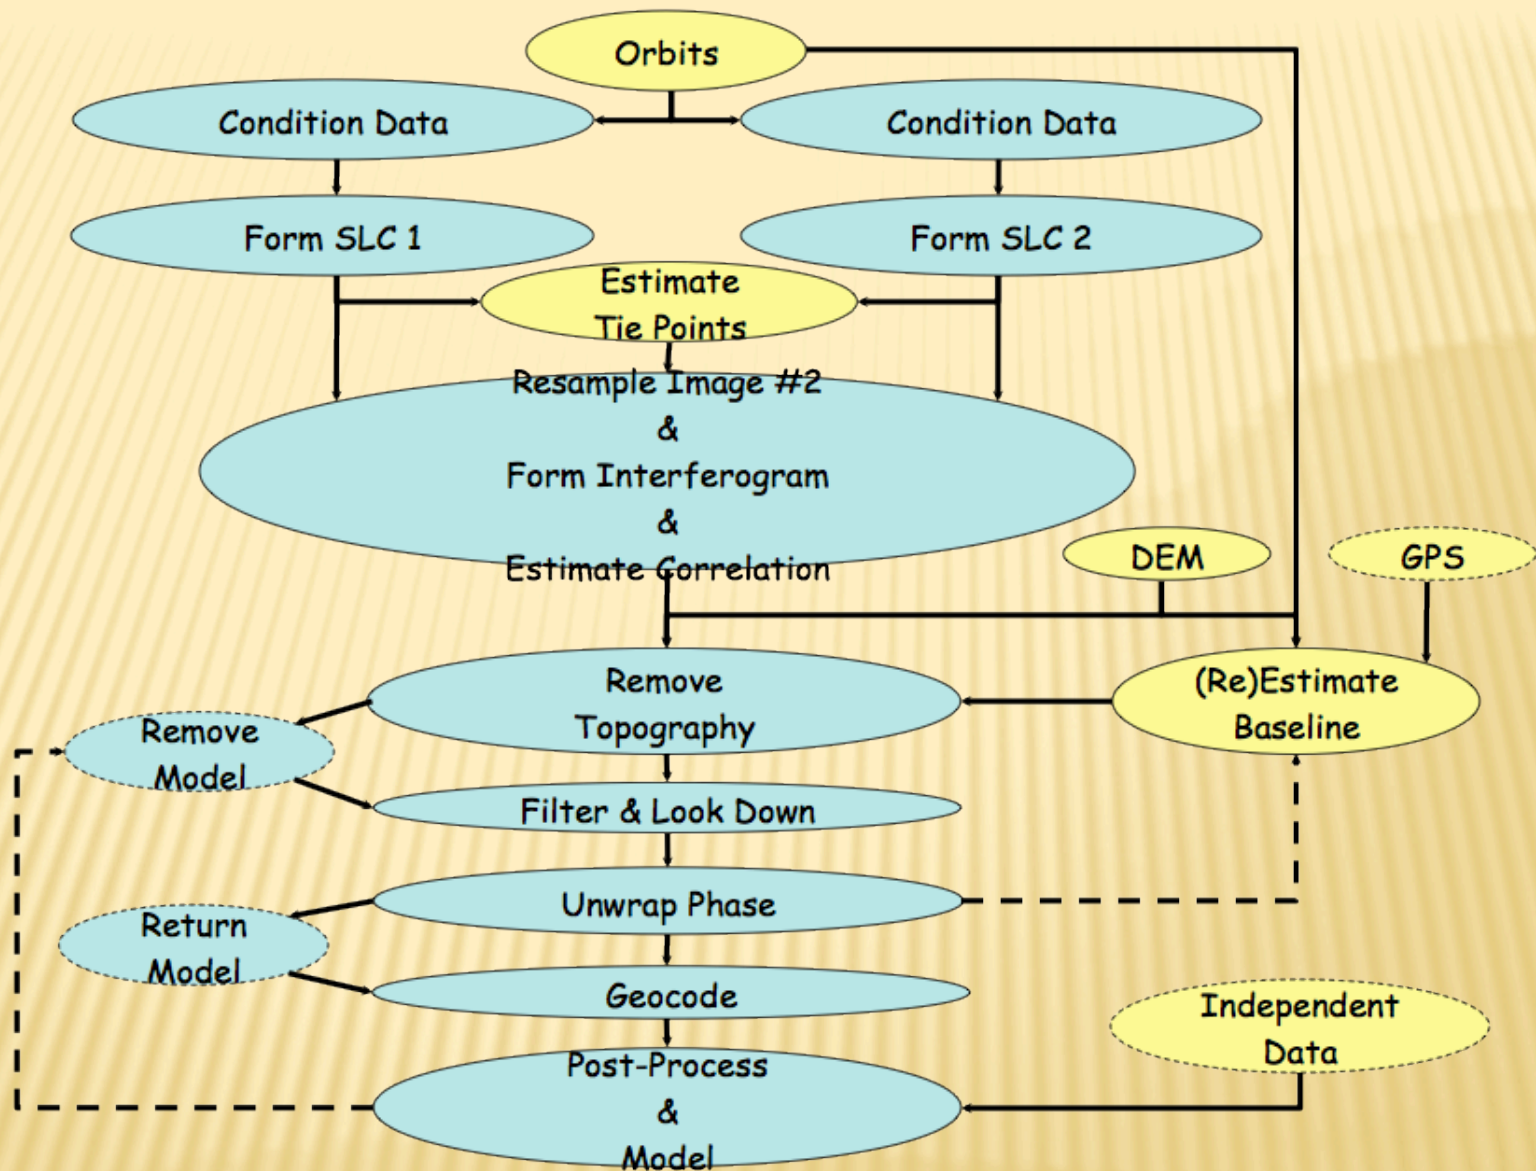 Orbits
Condition Data
Condition Data
Form SLC 1
Form SLC 2
Estimate
Tie Points
Resample Image #2
&
Form Interferogram
&
Estimate Correlation
DEM
GPS
Remove
Topography
(Re)Estimate
Baseline
Remove
Model
Filter & Look Down
Unwrap Phase
Return
Model
Geocode
Independent
Data
Post-Process
&
Model